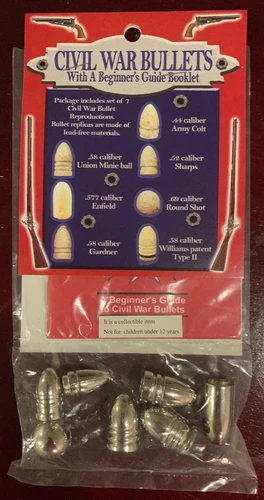 CIVIL WAR BULLETS
With A Beginner's Guide Booklet
Package includes set of 7
Civil War Bullet
Reproductions.
Bullet replicas are made of
lead-free materials.
.44 caliber
Army Colt
.58 caliber
Union Minie ball
.52 caliber
Sharps
.577 caliber
Enfield
.69 caliber
Round Shot
.58 caliber
Gardner
.58 caliber
Williams patent
Type II
Beginner's Guide
o Civil War Bullets
It is a collectible item.
Not for children under 12 years